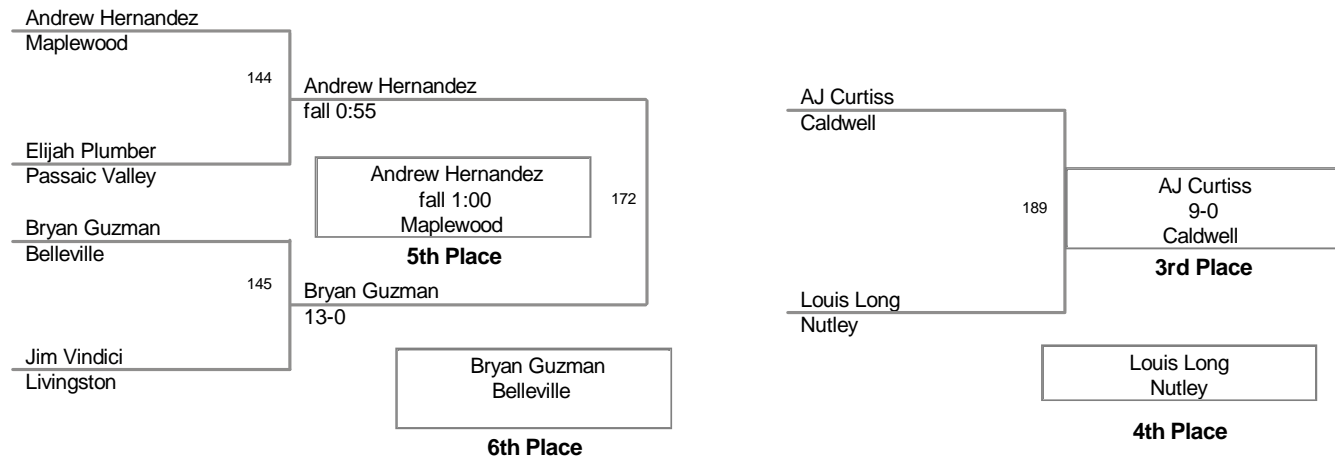 Andrew Hernandez
Maplewood
144
Andrew Hernandez
fall 0:55
Elijah Plumber
Passaic Valley
Andrew Hernandez
fall 1:00
Maplewood
5th Place
172
Bryan Guzman
Belleville
145
Bryan Guzman
13-0
Jim Vindici
Livingston
Bryan Guzman
Belleville
6th Place
AJ Curtiss
Caldwell
189
AJ Curtiss
9-0
Caldwell
3rd Place
Louis Long
Nutley
Louis Long
Nutley
4th Place